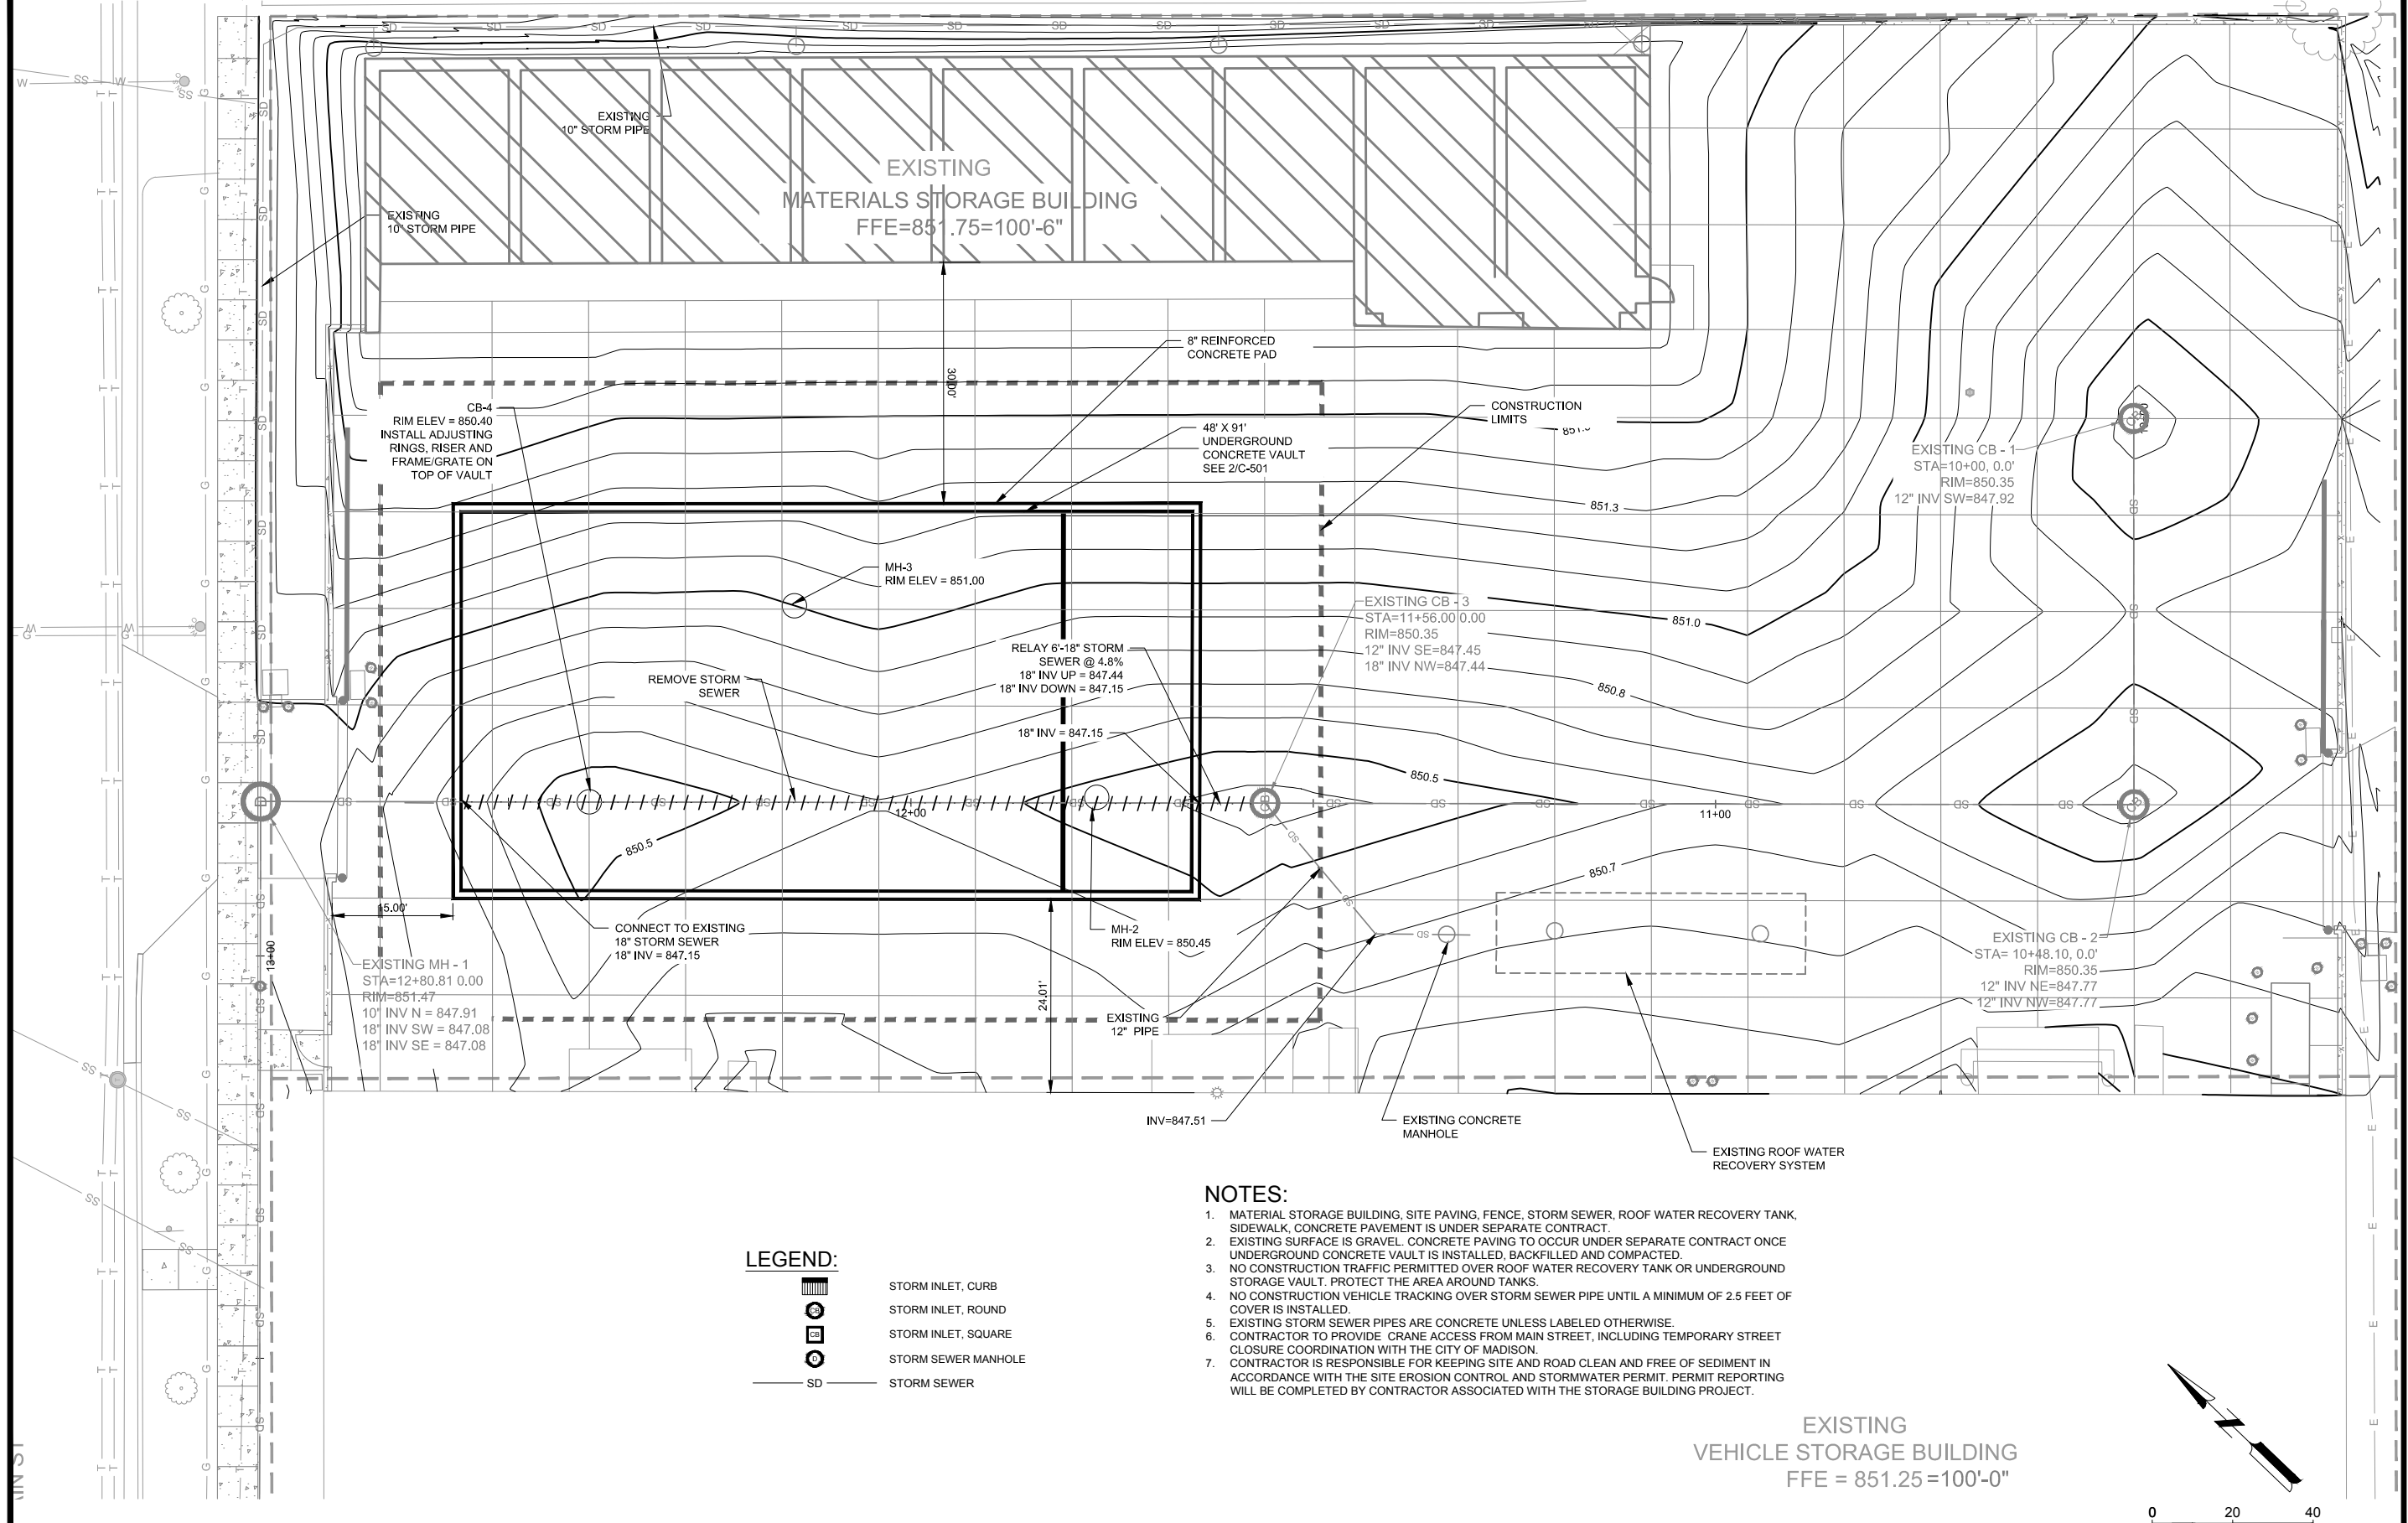 EXISTING
10" STORM PIPE
EXISTING
MATERIALS STORAGE BUILDING
FFE=851.75=100'-6"
EXISTING
10" STORM PIPE
8" REINFORCED
CONCRETE PAD
30.00'
CB-4
RIM ELEV = 850.40
INSTALL ADJUSTING
RINGS, RISER AND
FRAME/GRATE ON
TOP OF VAULT
CONSTRUCTION
LIMITS
48' X 91'
UNDERGROUND
CONCRETE VAULT
SEE 2/C-501
EXISTING CB - 1
STA=10+00, 0.0'
RIM=850.35
12" INV SW=847.92
851.3
MH-3
RIM ELEV = 851.00
EXISTING CB - 3
STA=11+56.00 0.00
RIM=850.35
12" INV SE=847.45
18" INV NW=847.44
851.0
RELAY 6'-18" STORM
SEWER @ 4.8%
18" INV UP = 847.44
18" INV DOWN = 847.15
REMOVE STORM
SEWER
850.8
18" INV = 847.15
850.5
12+00
11+00
850.5
850.7
15.00'
CONNECT TO EXISTING
18" STORM SEWER
18" INV = 847.15
MH-2
RIM ELEV = 850.45
13+00
EXISTING MH - 1
STA=12+80.81 0.00
RIM=851.47
10" INV N = 847.91
18" INV SW = 847.08
18" INV SE = 847.08
24.01'
EXISTING
12" PIPE
EXISTING CB - 2
STA= 10+48.10, 0.0'
RIM=850.35
12" INV NE=847.77
12" INV NW=847.77
INV=847.51
EXISTING CONCRETE
MANHOLE
EXISTING ROOF WATER
RECOVERY SYSTEM
LEGEND:
STORM INLET, CURB
CB STORM INLET, ROUND
CB STORM INLET, SQUARE
D STORM SEWER MANHOLE
SD STORM SEWER
NOTES:
1. MATERIAL STORAGE BUILDING, SITE PAVING, FENCE, STORM SEWER, ROOF WATER RECOVERY TANK,
SIDEWALK, CONCRETE PAVEMENT IS UNDER SEPARATE CONTRACT.
2. EXISTING SURFACE IS GRAVEL. CONCRETE PAVING TO OCCUR UNDER SEPARATE CONTRACT ONCE
UNDERGROUND CONCRETE VAULT IS INSTALLED, BACKFILLED AND COMPACTED.
3. NO CONSTRUCTION TRAFFIC PERMITTED OVER ROOF WATER RECOVERY TANK OR UNDERGROUND
STORAGE VAULT. PROTECT THE AREA AROUND TANKS.
4. NO CONSTRUCTION VEHICLE TRACKING OVER STORM SEWER PIPE UNTIL A MINIMUM OF 2.5 FEET OF
COVER IS INSTALLED.
5. EXISTING STORM SEWER PIPES ARE CONCRETE UNLESS LABELED OTHERWISE.
6. CONTRACTOR TO PROVIDE CRANE ACCESS FROM MAIN STREET, INCLUDING TEMPORARY STREET
CLOSURE COORDINATION WITH THE CITY OF MADISON.
7. CONTRACTOR IS RESPONSIBLE FOR KEEPING SITE AND ROAD CLEAN AND FREE OF SEDIMENT IN
ACCORDANCE WITH THE SITE EROSION CONTROL AND STORMWATER PERMIT. PERMIT REPORTING
WILL BE COMPLETED BY CONTRACTOR ASSOCIATED WITH THE STORAGE BUILDING PROJECT.
EXISTING
VEHICLE STORAGE BUILDING
FFE = 851.25 =100'-0"
0 20 40